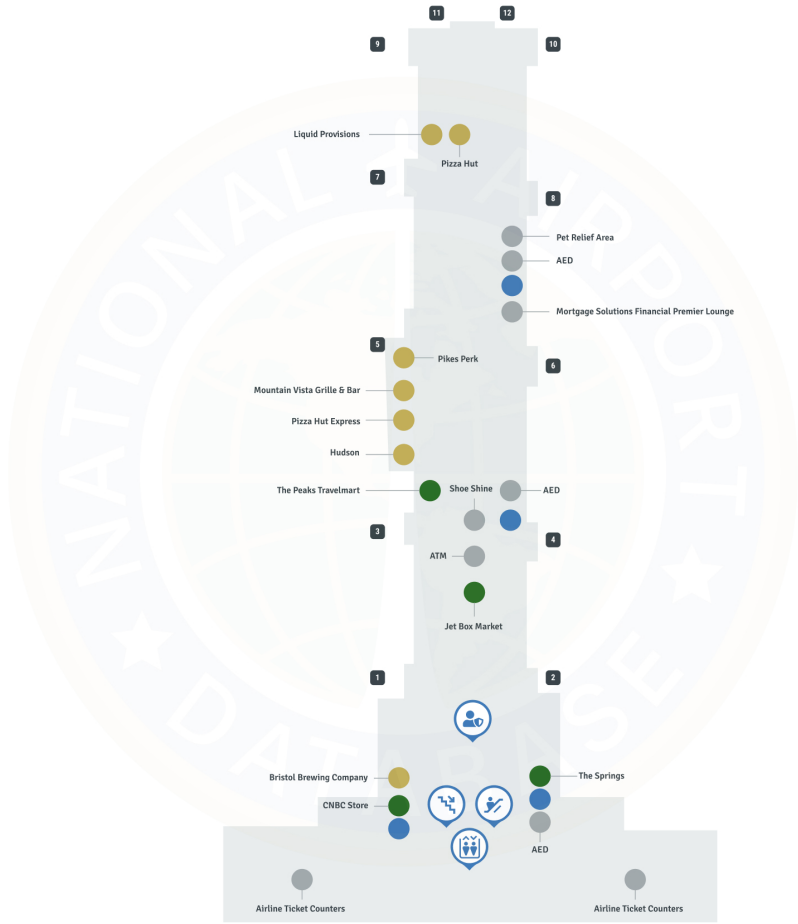 11
12
9
10
Liquid Provisions
Pizza Hut
7
8
Pet Relief Area
AED
Mortgage Solutions Financial Premier Lounge
5
Pikes Perk
6
Mountain Vista Grille & Bar
Pizza Hut Express
Hudson
The Peaks Travelmart
Shoe Shine
AED
3
4
ATM
Jet Box Market
1
2
Bristol Brewing Company
The Springs
CNBC Store
AED
Airline Ticket Counters
Airline Ticket Counters
NATIONAL AIRPORT
DATABASE